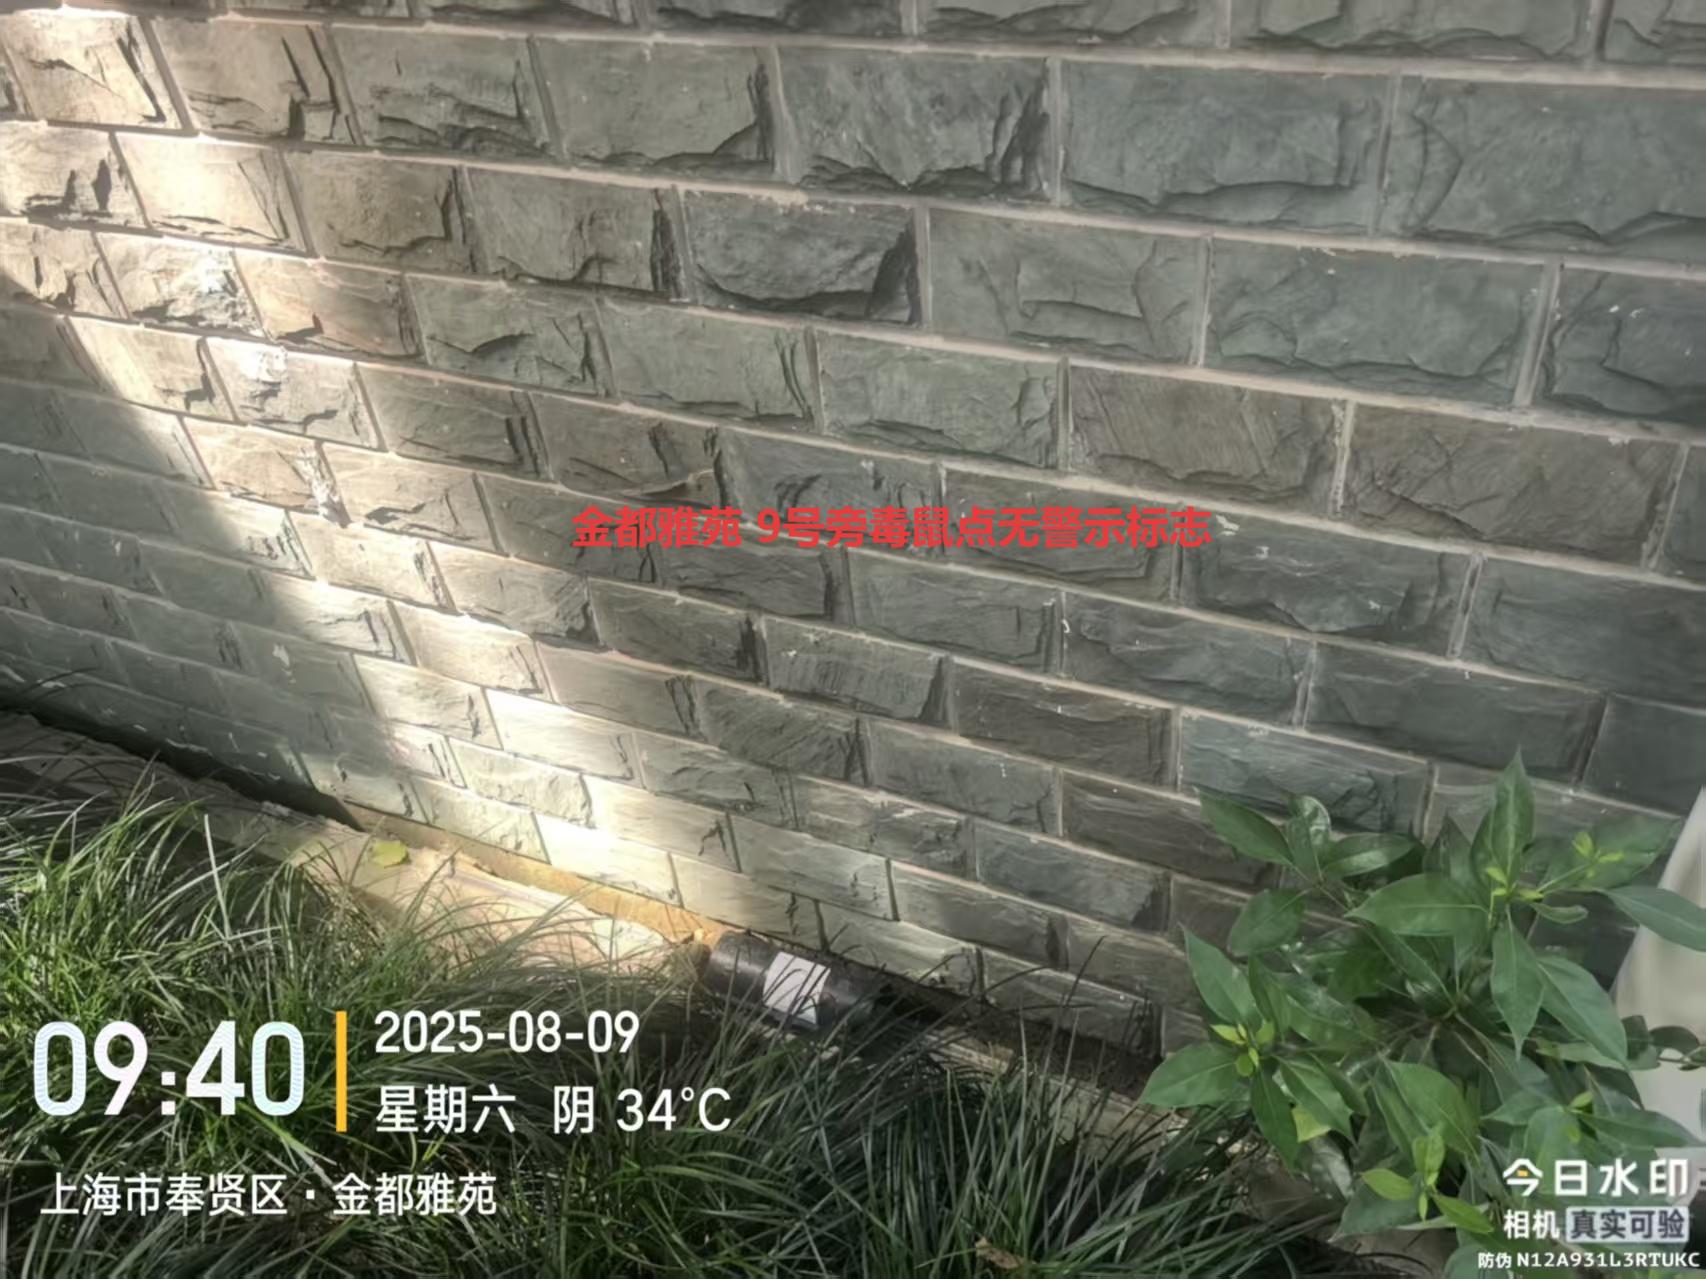 金都雅苑 9号旁毒鼠点无警示标志
09:40
2025-08-09
星期六 阴 34℃
上海市奉贤区·金都雅苑
今日水印
相机 真实可验
防伪 N12A931L3RTUKC